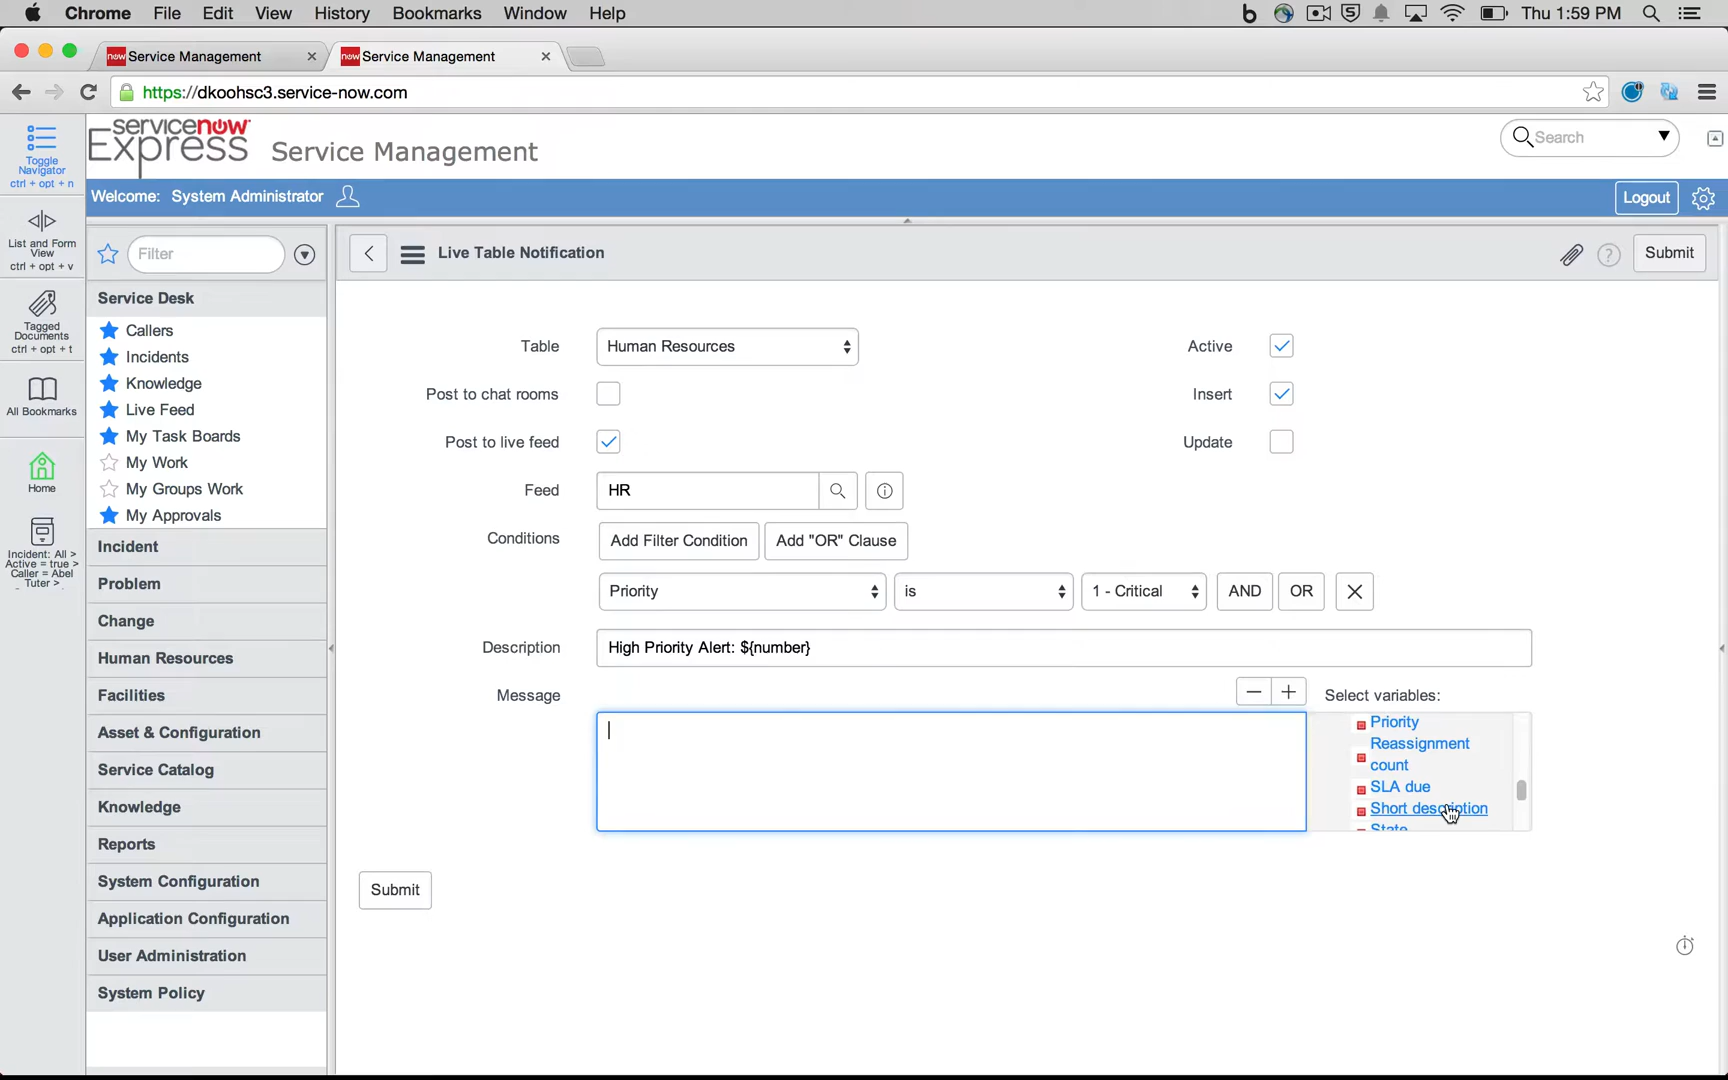 Chrome File Edit View History Bookmarks Window Help
b 5 Thu 1:59 PM
now Service Management now Service Management
https://dkoohsc3.service-now.com
servicenow
Express Service Management
Search
Welcome: System Administrator
Logout
Toggle
Navigator
ctrl + opt + n
List and Form
View
ctrl + opt + v
Tagged
Documents
ctrl + opt + t
All Bookmarks
Home
Incident: All >
Active = true >
Caller = Abel
Tuter >
Filter
Service Desk
Callers
Incidents
Knowledge
Live Feed
My Task Boards
My Work
My Groups Work
My Approvals
Incident
Problem
Change
Human Resources
Facilities
Asset & Configuration
Service Catalog
Knowledge
Reports
System Configuration
Application Configuration
User Administration
System Policy
Live Table Notification
? Submit
Table Human Resources Active
Post to chat rooms Insert
Post to live feed Update
Feed HR
Conditions Add Filter Condition Add "OR" Clause
Priority is 1 - Critical AND OR
Description High Priority Alert: ${number}
Message Select variables:
Priority
Reassignment
count
SLA due
Short description
State
Submit